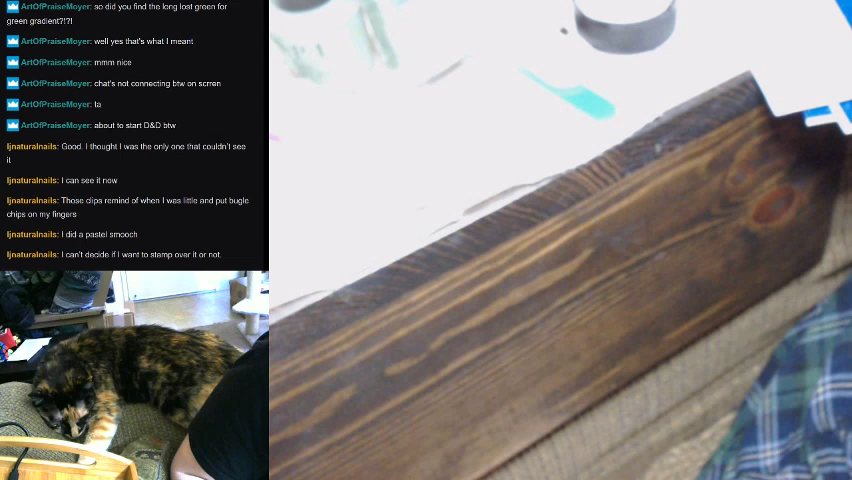 ArtOfPraiseMoyer: so did you find the long lost green for
green gradient?!?!
ArtOfPraiseMoyer: well yes that's what I meant
ArtOfPraiseMoyer: mmm nice
ArtOfPraiseMoyer: chat's not connecting btw on scrren
ArtOfPraiseMoyer: ta
ArtOfPraiseMoyer: about to start D&D btw
ljnaturalnails: Good. I thought I was the only one that couldn't see
it
ljnaturalnails: I can see it now
ljnaturalnails: Those clips remind of when I was little and put bugle
chips on my fingers
ljnaturalnails: I did a pastel smooch
ljnaturalnails: I can't decide if I want to stamp over it or not.